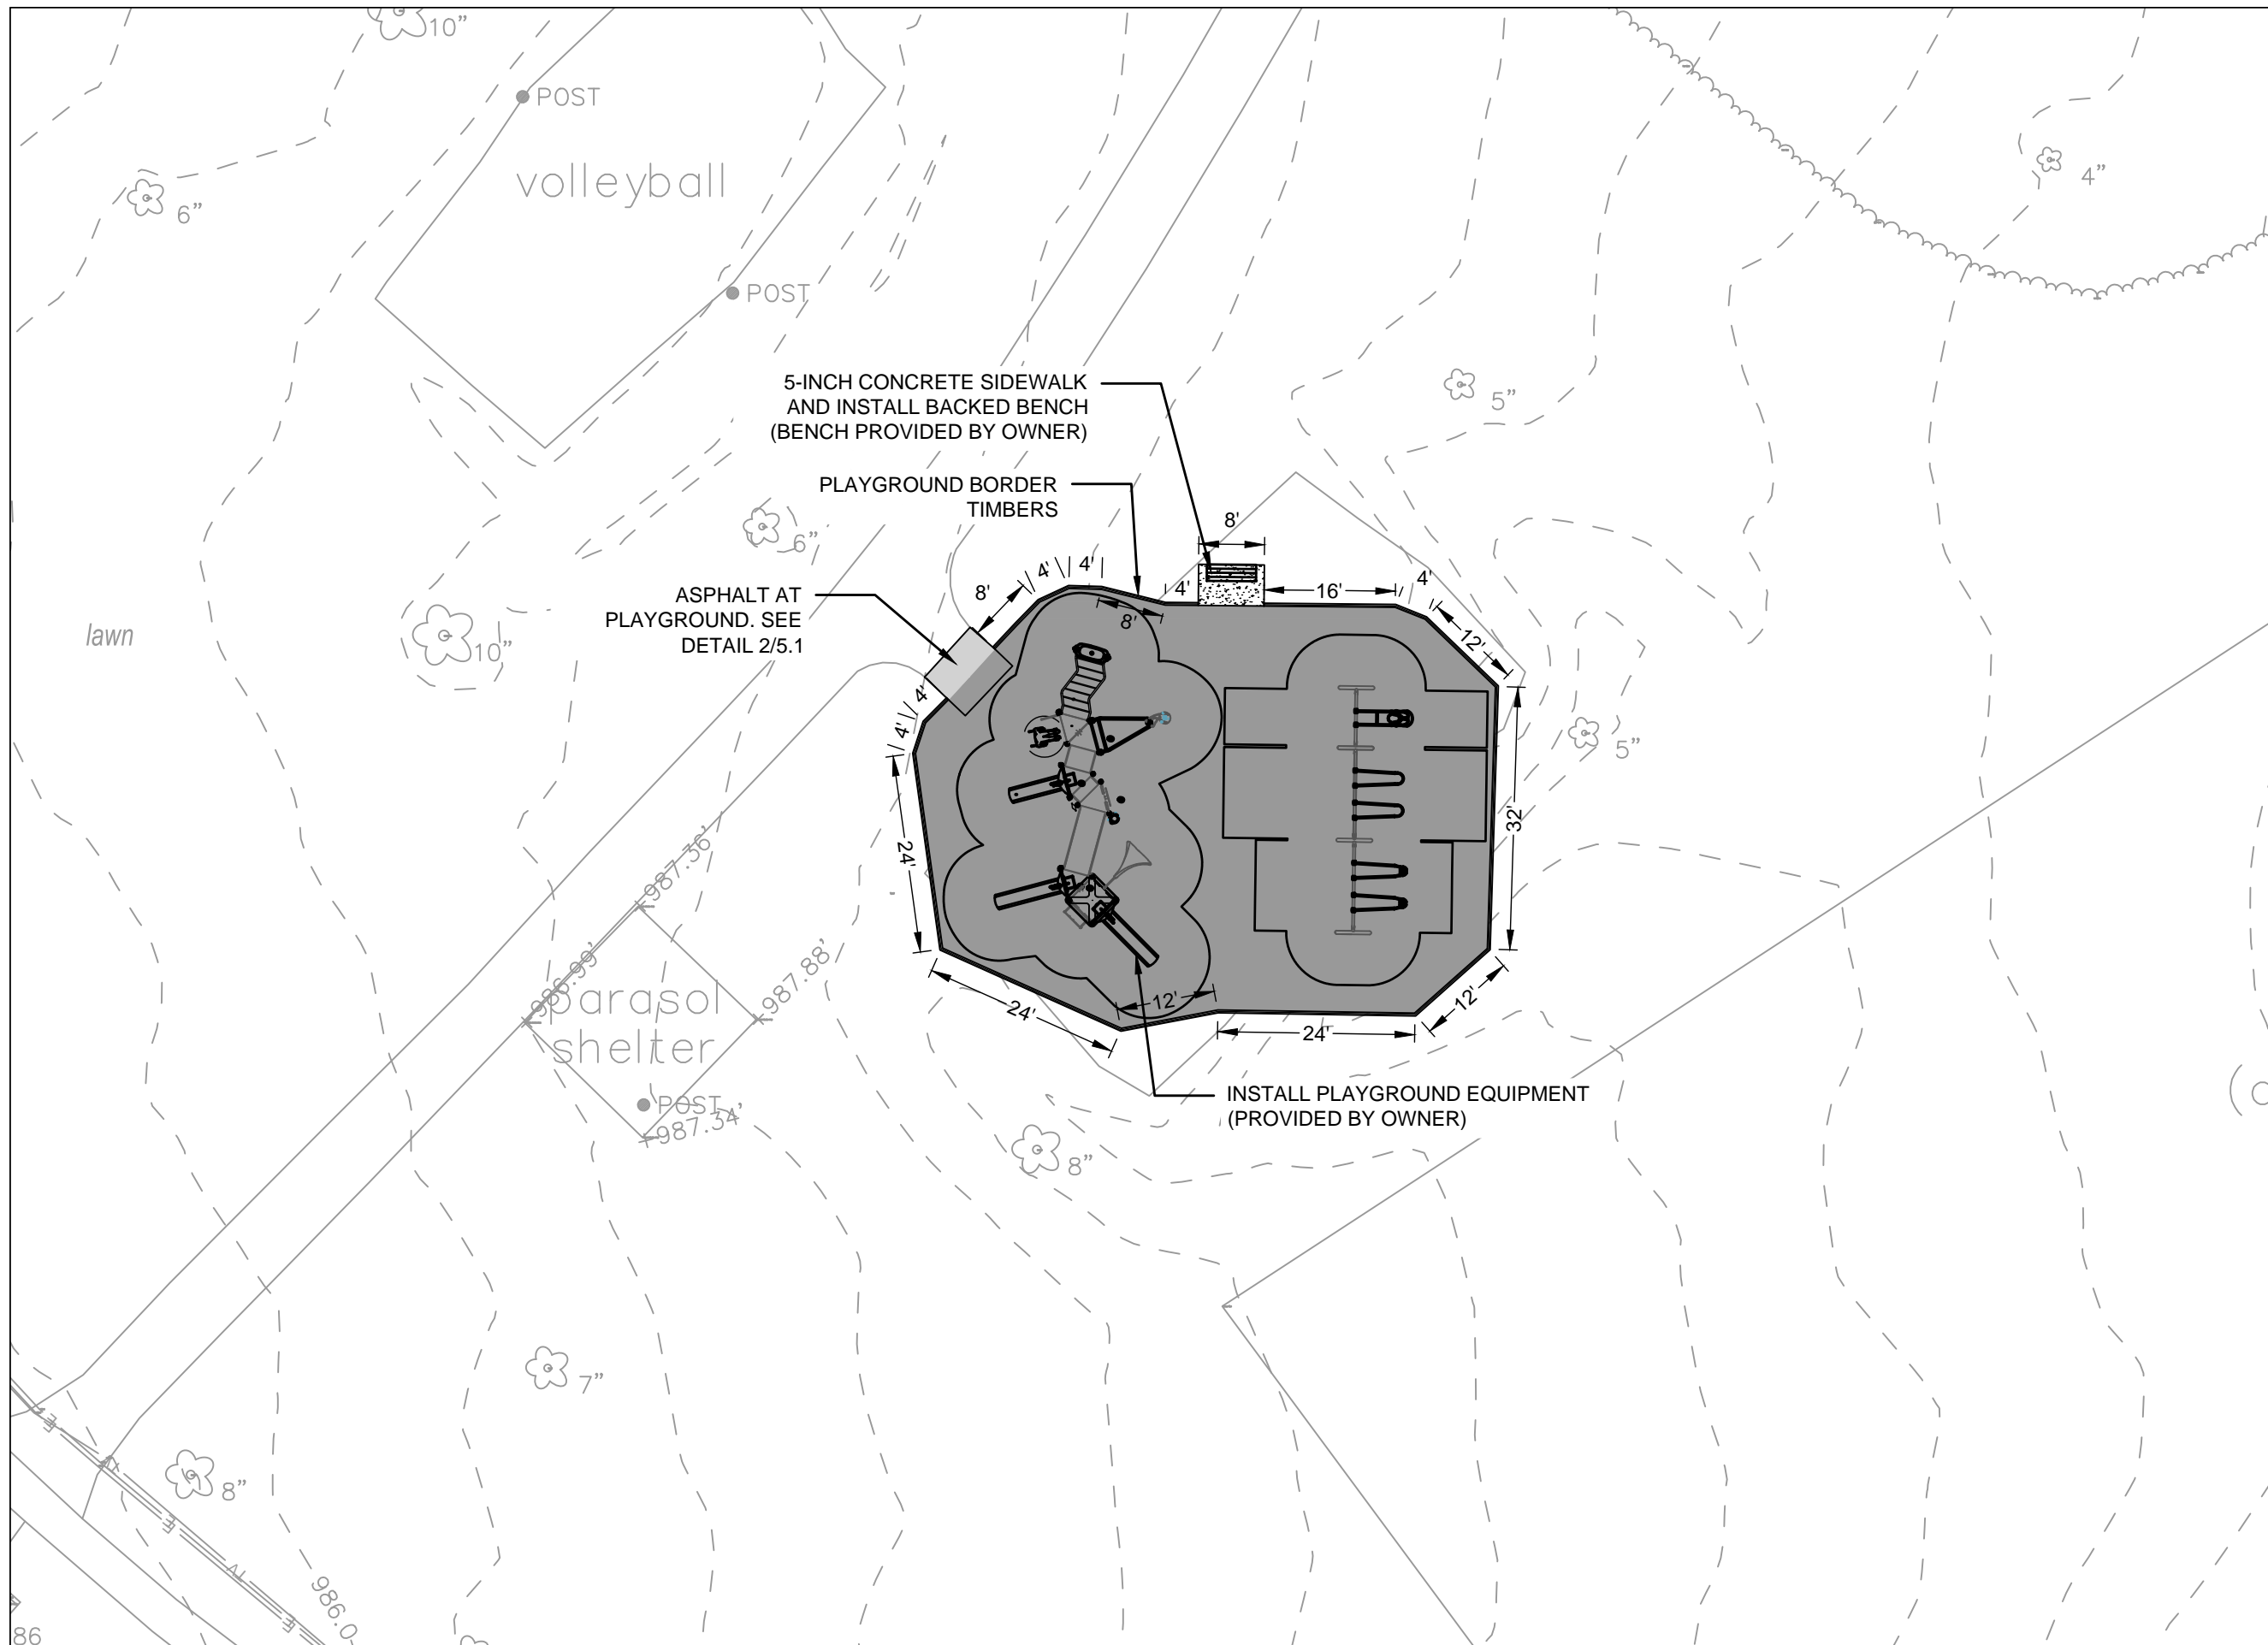 10”
POST
volleyball
6”
4”
POST
5-INCH CONCRETE SIDEWALK
AND INSTALL BACKED BENCH
(BENCH PROVIDED BY OWNER)
5”
PLAYGROUND BORDER
TIMBERS
8'
6”
4'
4'
8'
4'
16'
4'
ASPHALT AT
PLAYGROUND. SEE
DETAIL 2/5.1
8'
12'
lawn
10”
4'
4'
5”
32'
24'
987.36'
987.88'
986.99'
parasol
shelter
12'
24'
12'
24'
POST
987.34'
INSTALL PLAYGROUND EQUIPMENT
(PROVIDED BY OWNER)
8”
7”
8”
986.0
86